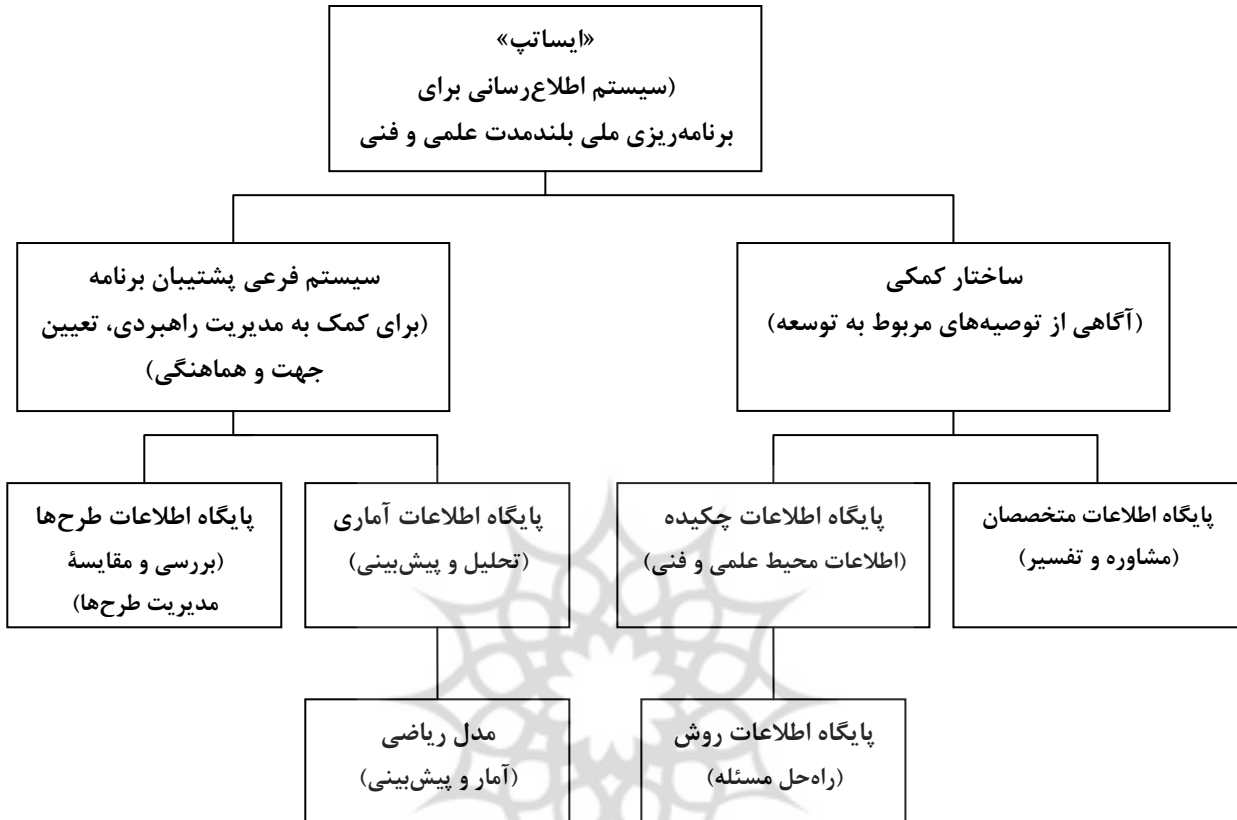 «ایساتپ»
(سیستم اطلاع‌رسانی برای
برنامه‌ریزی ملی بلندمدت علمی و فنی
ساختار کمکی
(آگاهی از توصیه‌های مربوط به توسعه)
سیستم فرعی پشتیبان برنامه
(برای کمک به مدیریت راهبردی، تعیین
جهت و هماهنگی)
پایگاه اطلاعات متخصصان
(مشاوره و تفسیر)
پایگاه اطلاعات چکیده
(اطلاعات محیط علمی و فنی)
پایگاه اطلاعات آماری
(تحلیل و پیش‌بینی)
پایگاه اطلاعات طرح‌ها
(بررسی و مقایسۀ
مدیریت طرح‌ها)
پایگاه اطلاعات روش
(راه‌حل مسئله)
مدل ریاضی
(آمار و پیش‌بینی)